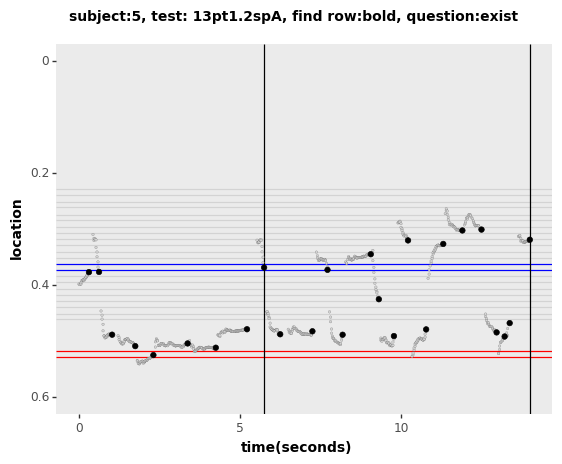 subject:5, test: 13pt1.2spA, find row:bold, question:exist
0
0.2
0.4
0.6
location
0
5
10
time(seconds)